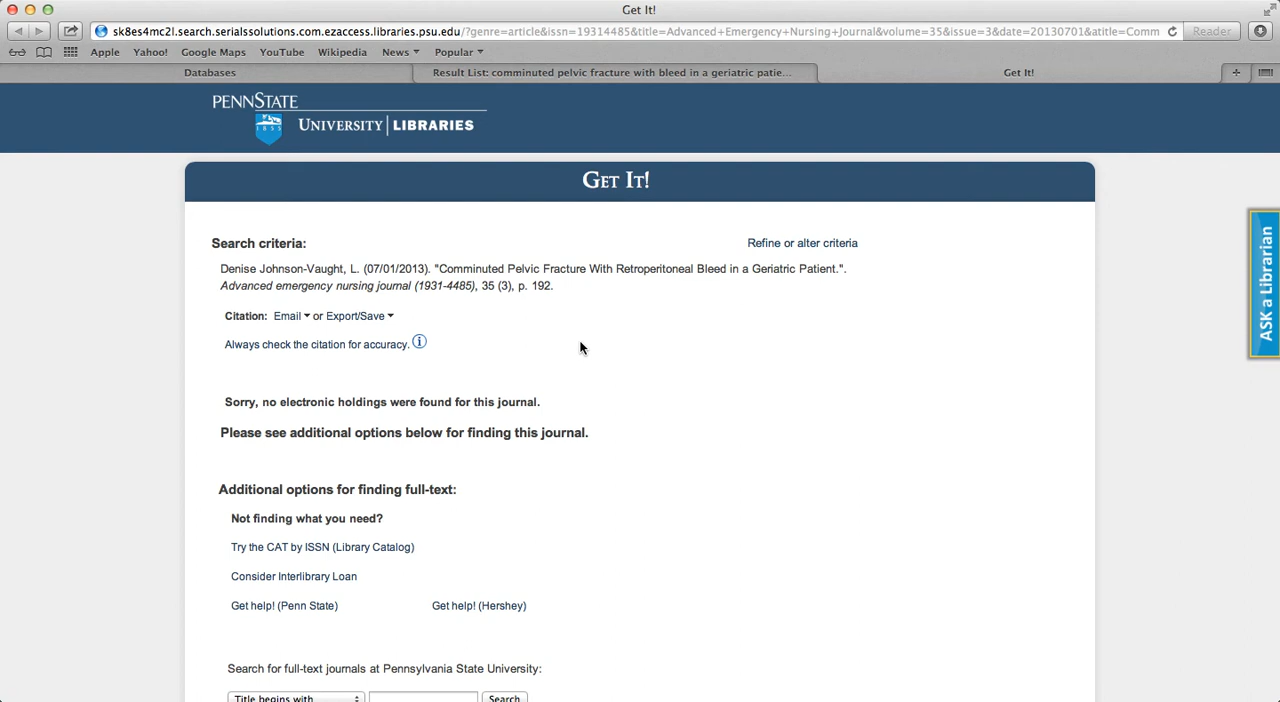 Get It!
sk8es4mc2l.search.serialssolutions.com.ezaccess.libraries.psu.edu/?genre=article&issn=19314485&title=Advanced+Emergency+Nursing+Journal&volume=35&issue=3&date=20130701&atitle=Comm
Reader
Apple Yahoo! Google Maps YouTube Wikipedia News Popular
Databases Result List: comminuted pelvic fracture with bleed in a geriatric patie... Get It! +
PENNSTATE
1855
UNIVERSITY | LIBRARIES
GET IT!
Search criteria: Refine or alter criteria
Denise Johnson-Vaught, L. (07/01/2013). "Comminuted Pelvic Fracture With Retroperitoneal Bleed in a Geriatric Patient.".
Advanced emergency nursing journal (1931-4485), 35 (3), p. 192.
Citation: Email or Export/Save
Always check the citation for accuracy. i
Sorry, no electronic holdings were found for this journal.
Please see additional options below for finding this journal.
Additional options for finding full-text:
Not finding what you need?
Try the CAT by ISSN (Library Catalog)
Consider Interlibrary Loan
Get help! (Penn State) Get help! (Hershey)
Search for full-text journals at Pennsylvania State University:
Title begins with Search
ASK a Librarian